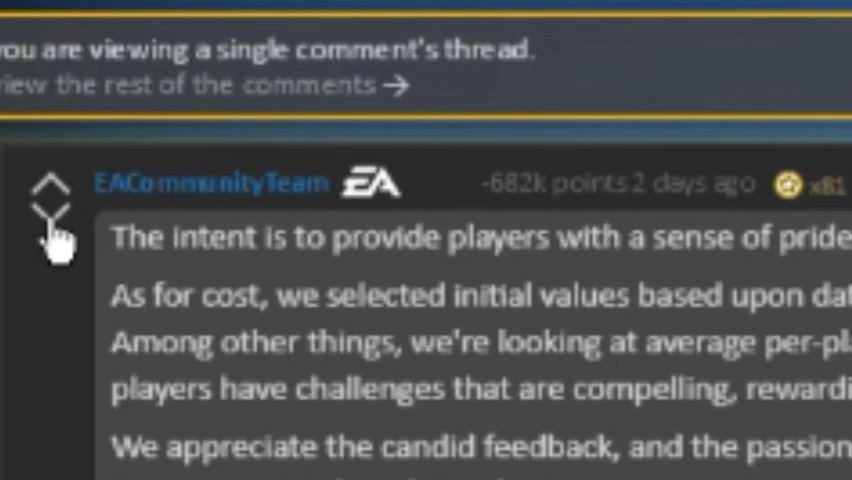 you are viewing a single comment's thread.
view the rest of the comments →
EACommunityTeam EA -682k points 2 days ago x81
The intent is to provide players with a sense of pride
As for cost, we selected initial values based upon dat
Among other things, we're looking at average per-pla
players have challenges that are compelling, rewardi
We appreciate the candid feedback, and the passion